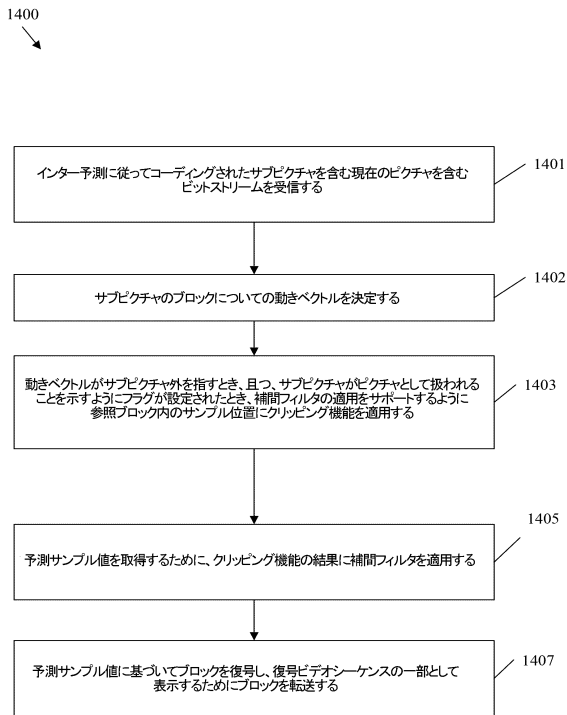 1400
インター予測に従ってコーディングされたサブピクチャを含む現在のピクチャを含む
ビットストリームを受信する
1401
サブピクチャのブロックについての動きベクトルを決定する
1402
動きベクトルがサブピクチャ外を指すとき、且つ、サブピクチャがピクチャとして扱われる
ことを示すようにフラグが設定されたとき、補間フィルタの適用をサポートするように
参照ブロック内のサンプル位置にクリッピング機能を適用する
1403
予測サンプル値を取得するために、クリッピング機能の結果に補間フィルタを適用する
1405
予測サンプル値に基づいてブロックを復号し、復号ビデオシーケンスの一部として
表示するためにブロックを転送する
1407